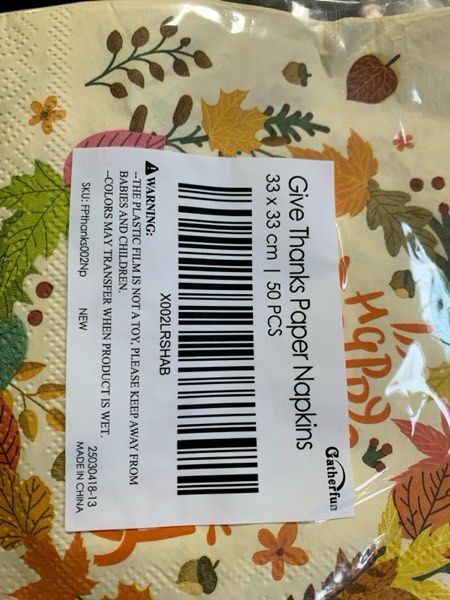 Give Thanks Paper Napkins
33 x 33 cm | 50 PCS
Gatherfun
X002LRSHAB
WARNING:
--THE PLASTIC FILM IS NOT A TOY, PLEASE KEEP AWAY FROM
BABIES AND CHILDREN.
--COLORS MAY TRANSFER WHEN PRODUCT IS WET.
SKU: FPthanks002Np
NEW
25030418-13
MADE IN CHINA
Happy